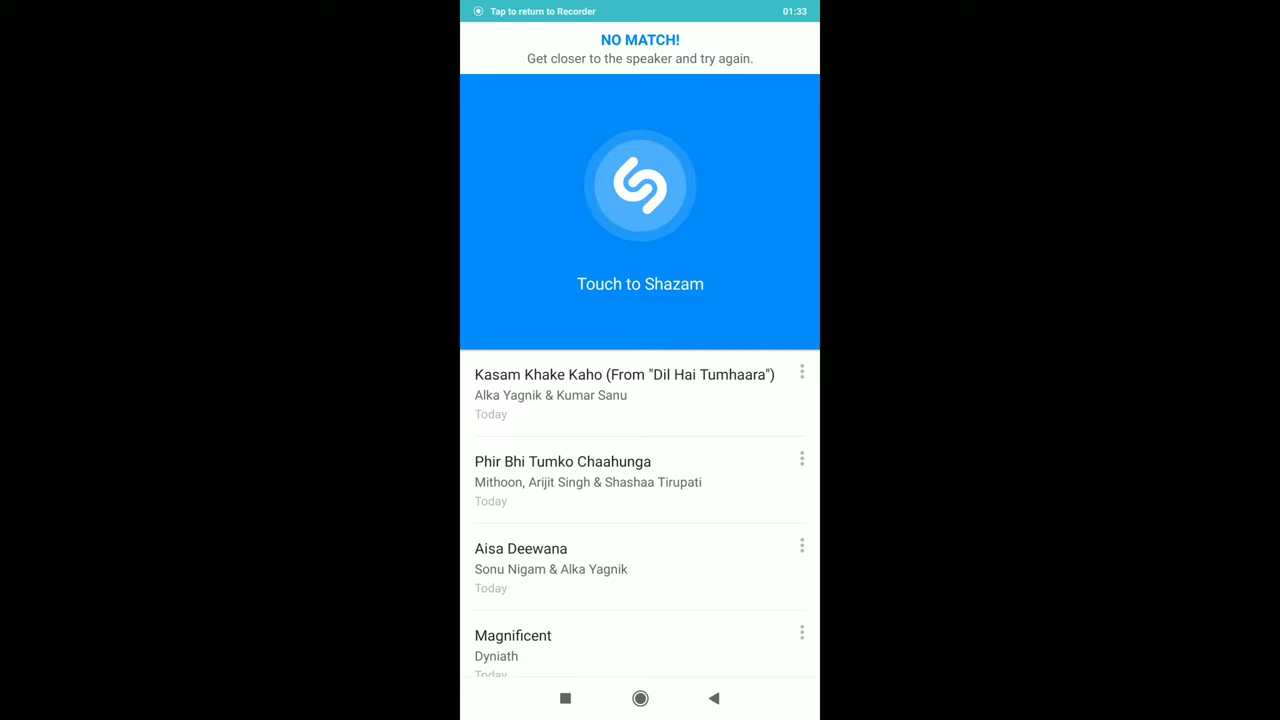 Tap to return to Recorder 01:33
NO MATCH!
Get closer to the speaker and try again.
Touch to Shazam
Kasam Khake Kaho (From "Dil Hai Tumhaara")
Alka Yagnik & Kumar Sanu
Today
Phir Bhi Tumko Chaahunga
Mithoon, Arijit Singh & Shashaa Tirupati
Today
Aisa Deewana
Sonu Nigam & Alka Yagnik
Today
Magnificent
Dyniath
Today